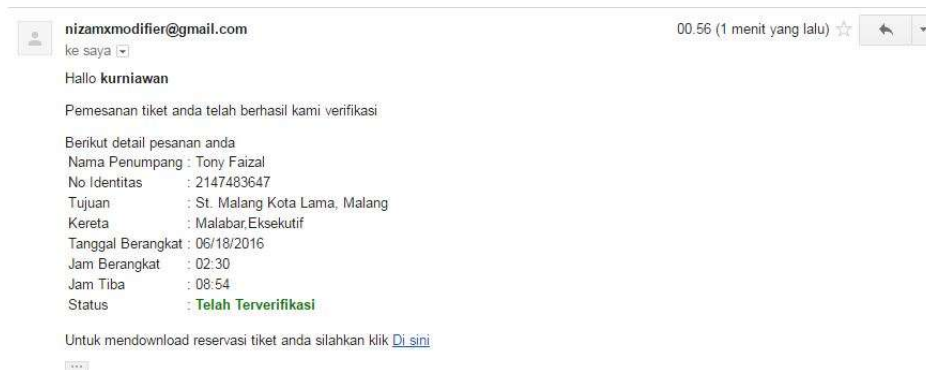 nizamxmodifier@gmail.com 00.56 (1 menit yang lalu)
ke saya
Hallo kurniawan
Pemesanan tiket anda telah berhasil kami verifikasi
Berikut detail pesanan anda
Nama Penumpang : Tony Faizal
No Identitas : 2147483647
Tujuan : St. Malang Kota Lama, Malang
Kereta : Malabar,Eksekutif
Tanggal Berangkat : 06/18/2016
Jam Berangkat : 02:30
Jam Tiba : 08:54
Status : Telah Terverifikasi
Untuk mendownload reservasi tiket anda silahkan klik Di sini